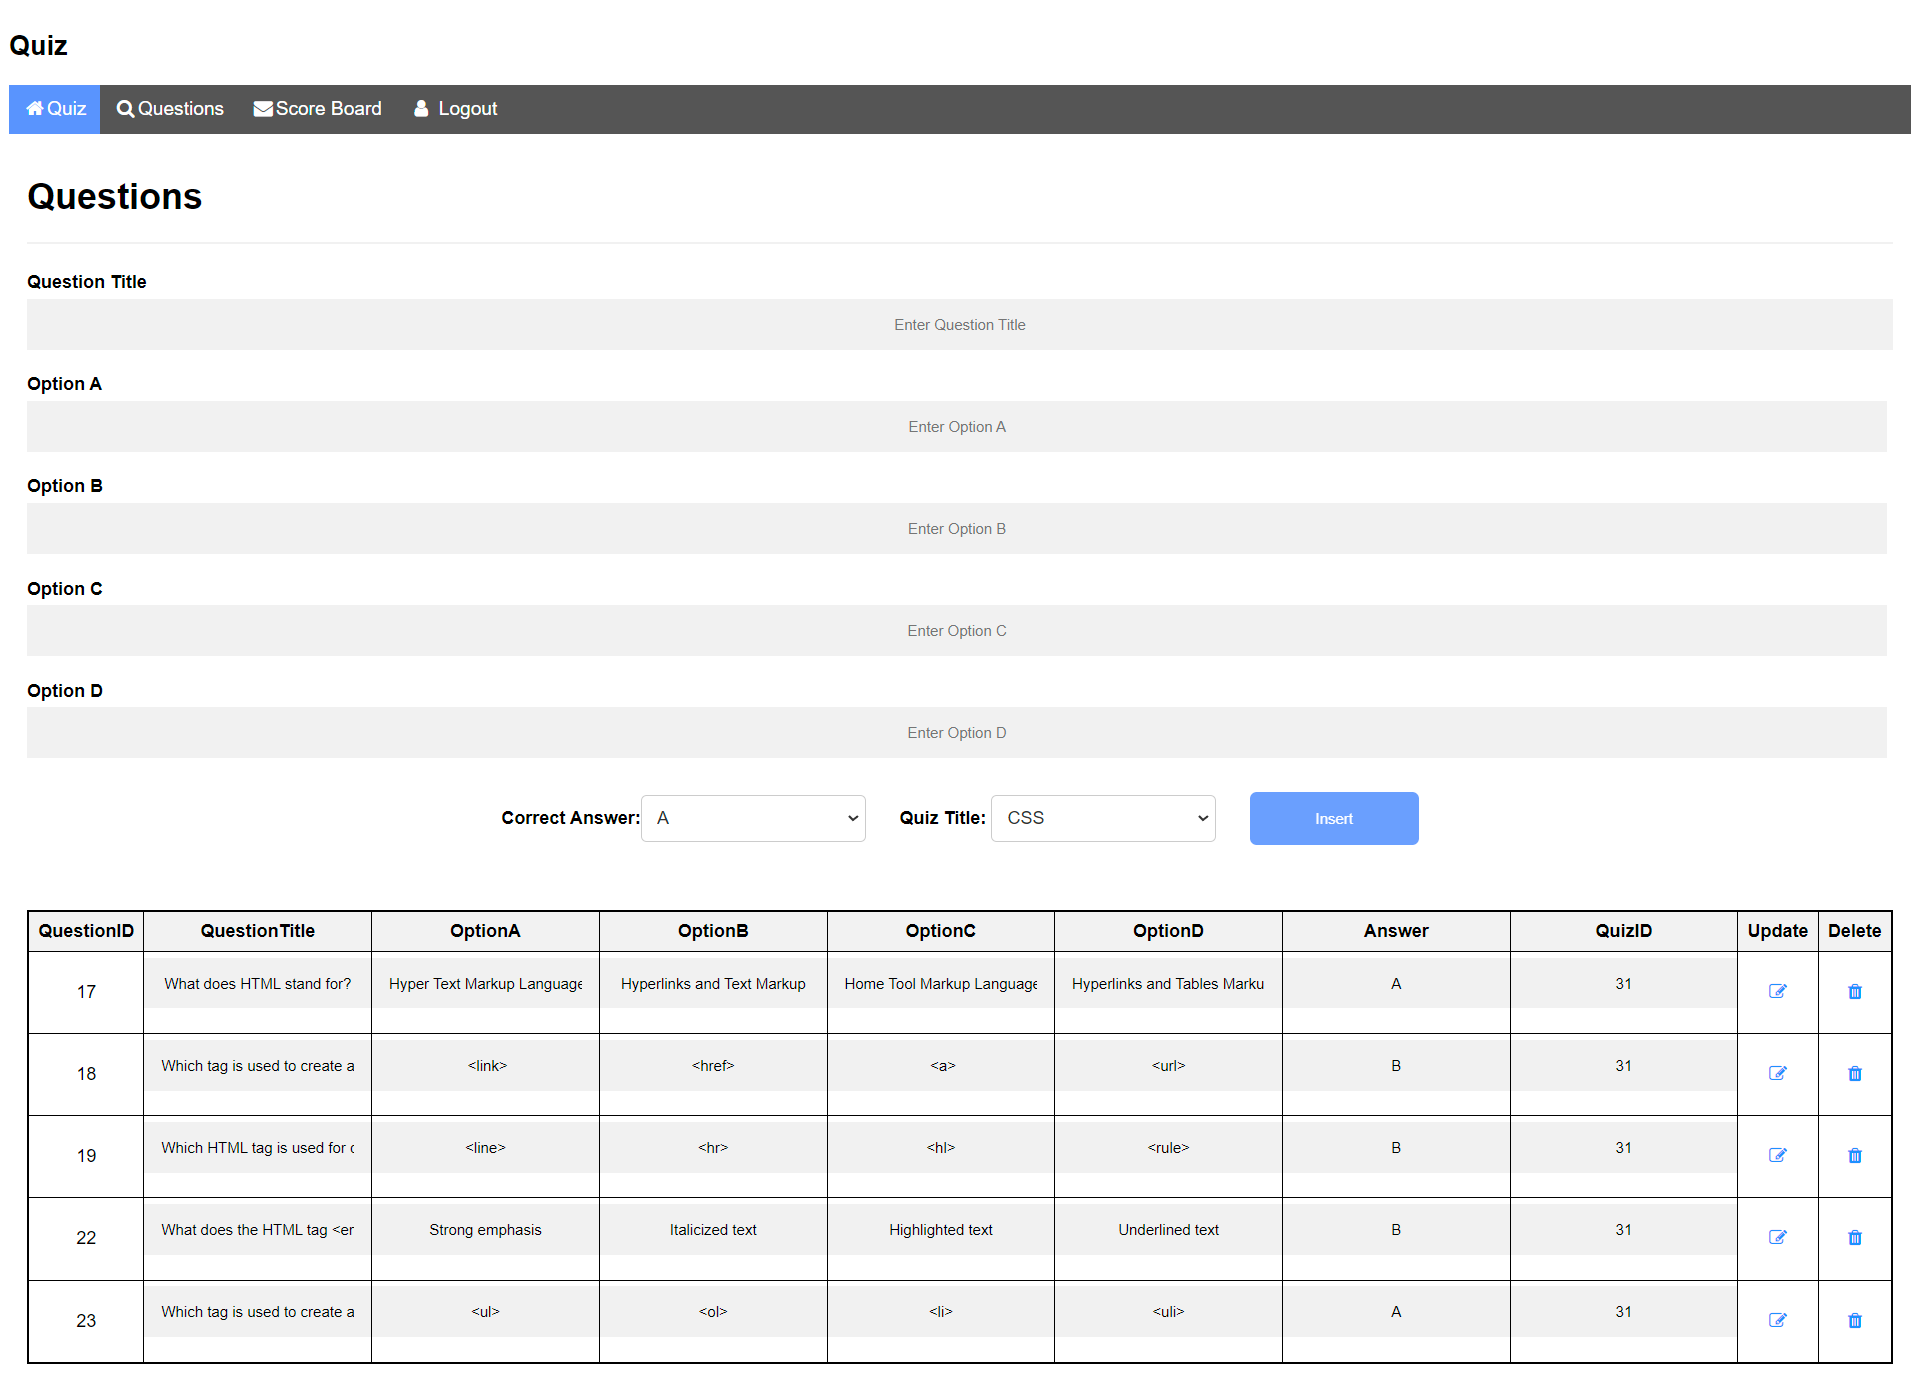 Quiz
Quiz Questions Score Board Logout
Questions
Question Title
Enter Question Title
Option A
Enter Option A
Option B
Enter Option B
Option C
Enter Option C
Option D
Enter Option D
Correct Answer: A Quiz Title: CSS Insert
QuestionID QuestionTitle OptionA OptionB OptionC OptionD Answer QuizID Update Delete
17 What does HTML stand for? Hyper Text Markup Language Hyperlinks and Text Markup Home Tool Markup Language Hyperlinks and Tables Marku A 31
18 Which tag is used to create a <link> <href> <a> <url> B 31
19 Which HTML tag is used for <line> <hr> <hl> <rule> B 31
22 What does the HTML tag <er Strong emphasis Italicized text Highlighted text Underlined text B 31
23 Which tag is used to create a <ul> <ol> <li> <uli> A 31